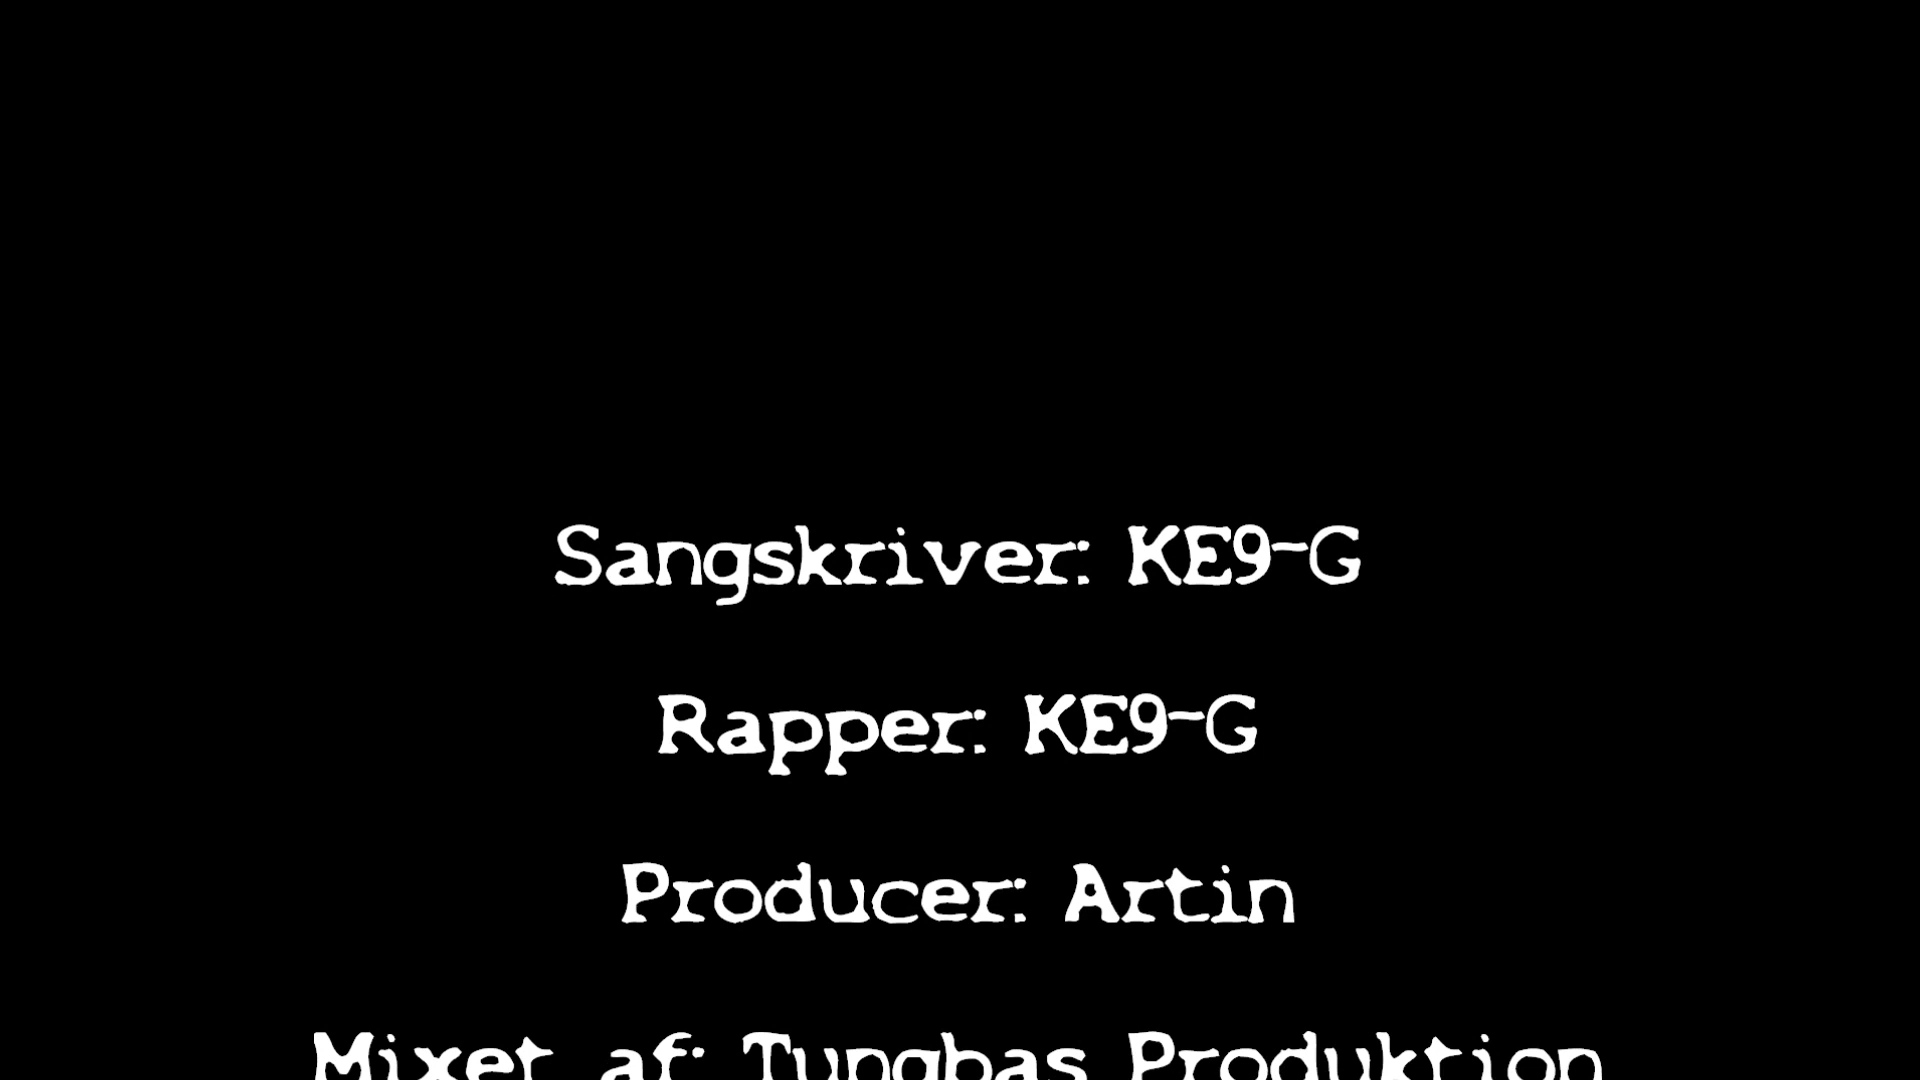 Sangskriver: KE9-G
Rapper: KE9-G
Producer: Artin
Mixet af: Tungbas Produktion